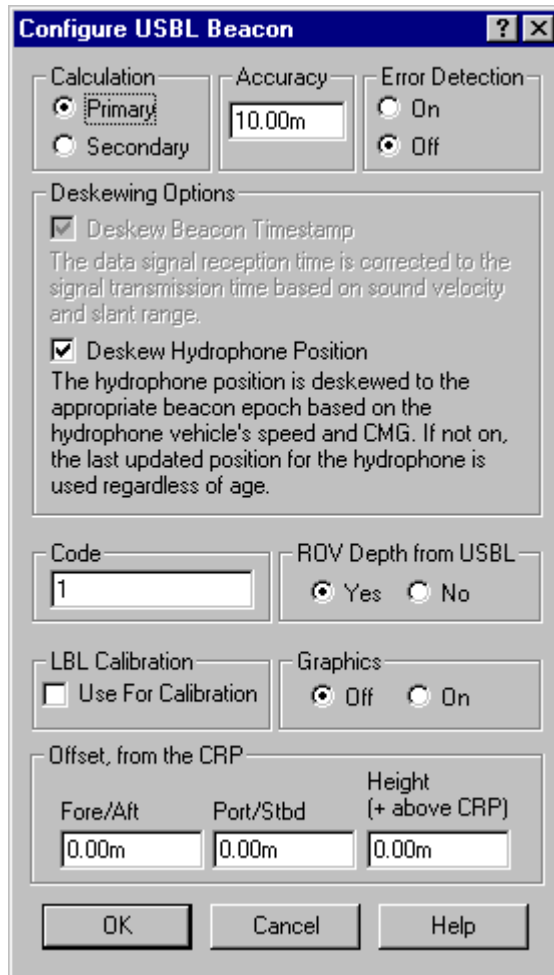 Configure USBL Beacon
Calculation
Primary
Secondary
Accuracy
10.00m
Error Detection
On
Off
Deskewing Options
Deskew Beacon Timestamp
The data signal reception time is corrected to the
signal transmission time based on sound velocity
and slant range.
Deskew Hydrophone Position
The hydrophone position is deskewed to the
appropriate beacon epoch based on the
hydrophone vehicle's speed and CMG. If not on,
the last updated position for the hydrophone is
used regardless of age.
Code
1
ROV Depth from USBL
Yes No
LBL Calibration
Use For Calibration
Graphics
Off On
Offset, from the CRP
Fore/Aft
0.00m
Port/Stbd
0.00m
Height
(+ above CRP)
0.00m
OK Cancel Help